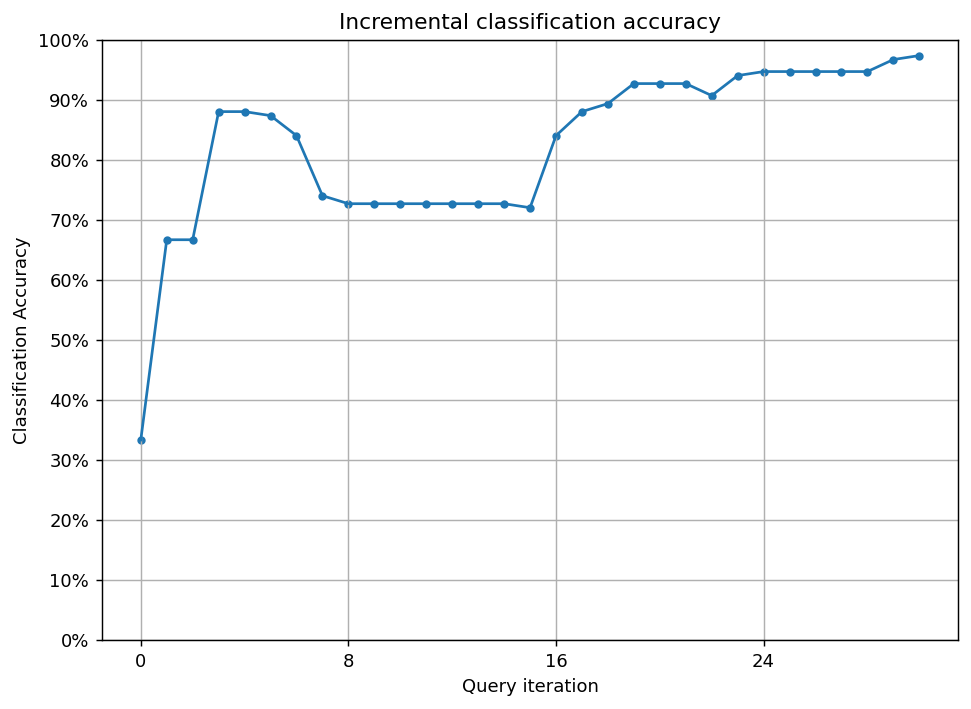 Incremental classification accuracy
100%
90%
80%
70%
60%
50%
40%
30%
20%
10%
0%
Classification Accuracy
0 8 16 24
Query iteration